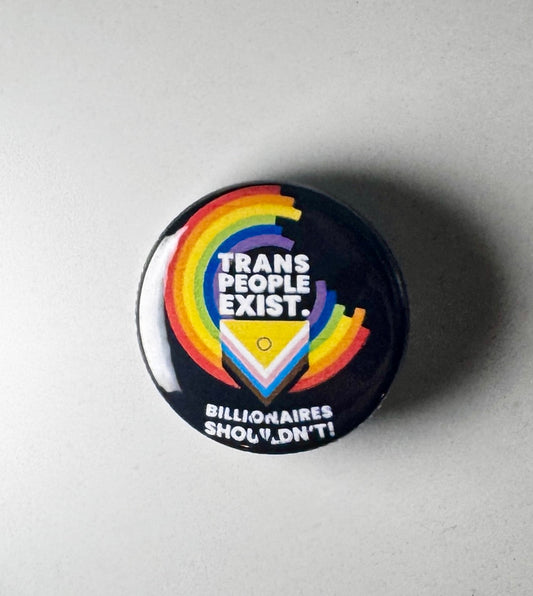 TRANS
PEOPLE
EXIST.
BILLIONAIRES
SHOULDN'T!